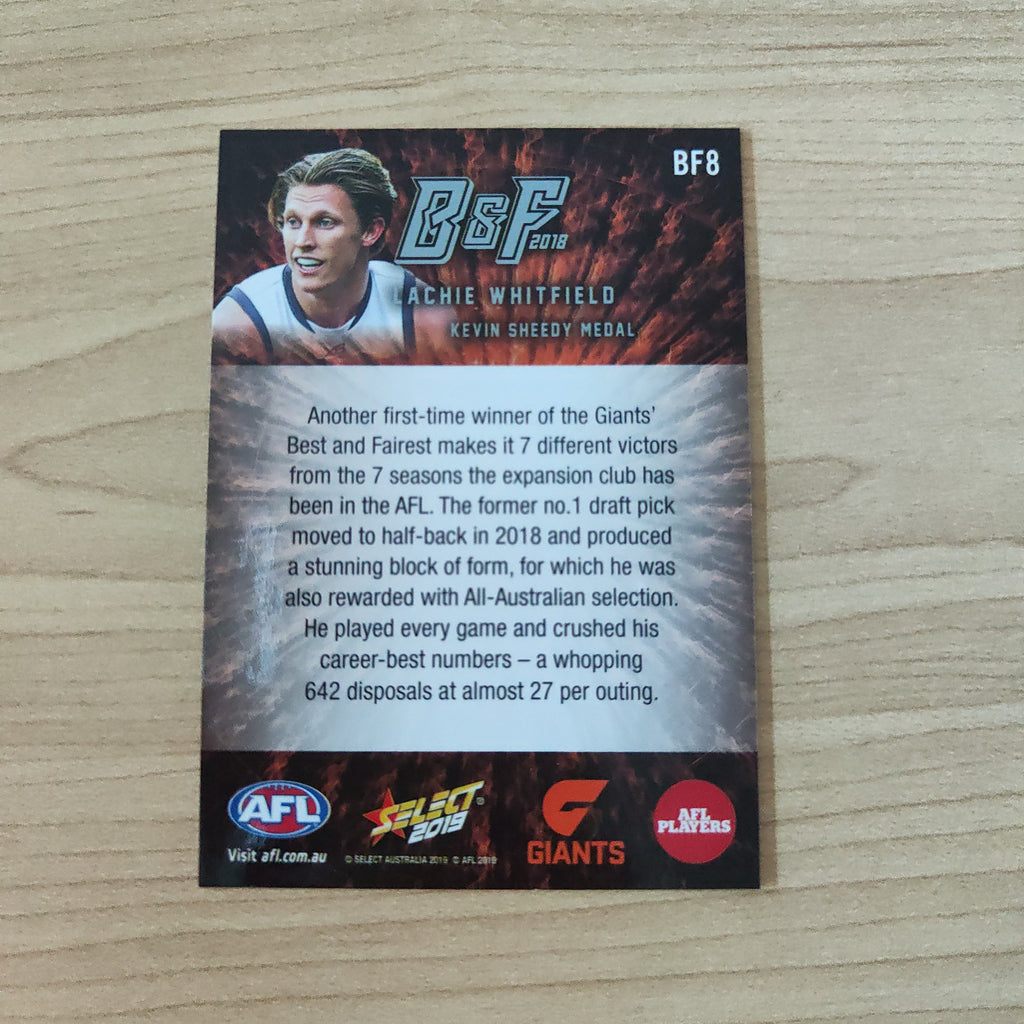 BF8
B&F
2018
LACHIE WHITFIELD
KEVIN SHEEDY MEDAL
Another first-time winner of the Giants'
Best and Fairest makes it 7 different victors
from the 7 seasons the expansion club has
been in the AFL. The former no.1 draft pick
moved to half-back in 2018 and produced
a stunning block of form, for which he was
also rewarded with All-Australian selection.
He played every game and crushed his
career-best numbers – a whopping
642 disposals at almost 27 per outing.
AFL
Visit afl.com.au
SELECT®
2019
© SELECT AUSTRALIA 2019 © AFL 2019
GIANTS
AFL
PLAYERS